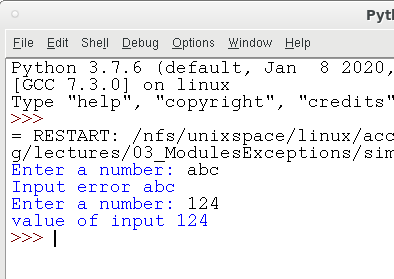 Pyth
File Edit Shell Debug Options Window Help
Python 3.7.6 (default, Jan  8 2020,
[GCC 7.3.0] on linux
Type "help", "copyright", "credits"
>>>
= RESTART: /nfs/unixspace/linux/acc
g/lectures/03_ModulesExceptions/sim
Enter a number: abc
Input error abc
Enter a number: 124
value of input 124
>>>